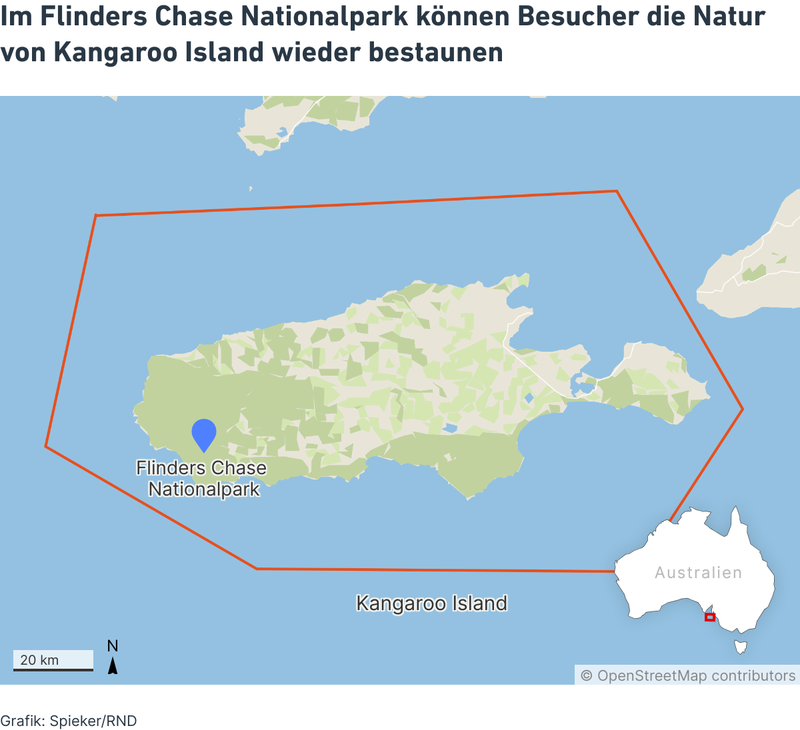 Im Flinders Chase Nationalpark können Besucher die Natur
von Kangaroo Island wieder bestaunen
Flinders Chase
Nationalpark
Australien
Kangaroo Island
N
20 km
© OpenStreetMap contributors
Grafik: Spieker/RND